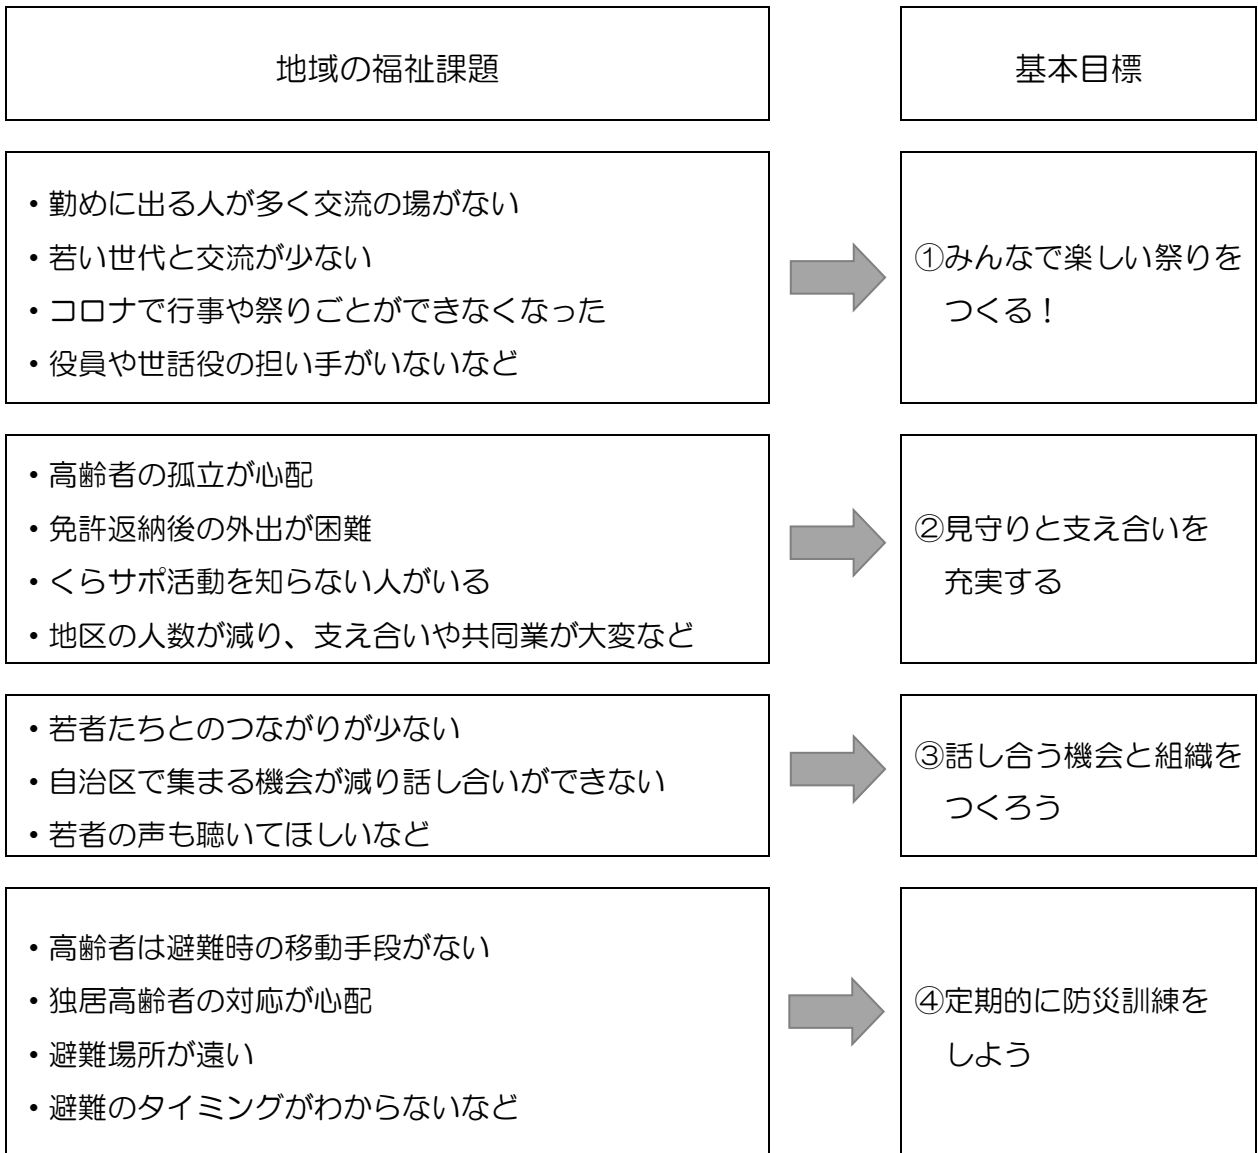 地域の福祉課題
基本目標
・勤めに出る人が多く交流の場がない
・若い世代と交流が少ない
・コロナで行事や祭りごとができなくなった
・役員や世話役の担い手がいないなど
①みんなで楽しい祭りを
つくる！
・高齢者の孤立が心配
・免許返納後の外出が困難
・くらサポ活動を知らない人がいる
・地区の人数が減り、支え合いや共同業が大変など
②見守りと支え合いを
充実する
・若者たちとのつながりが少ない
・自治区で集まる機会が減り話し合いができない
・若者の声も聴いてほしいなど
③話し合う機会と組織を
つくろう
・高齢者は避難時の移動手段がない
・独居高齢者の対応が心配
・避難場所が遠い
・避難のタイミングがわからないなど
④定期的に防災訓練を
しよう